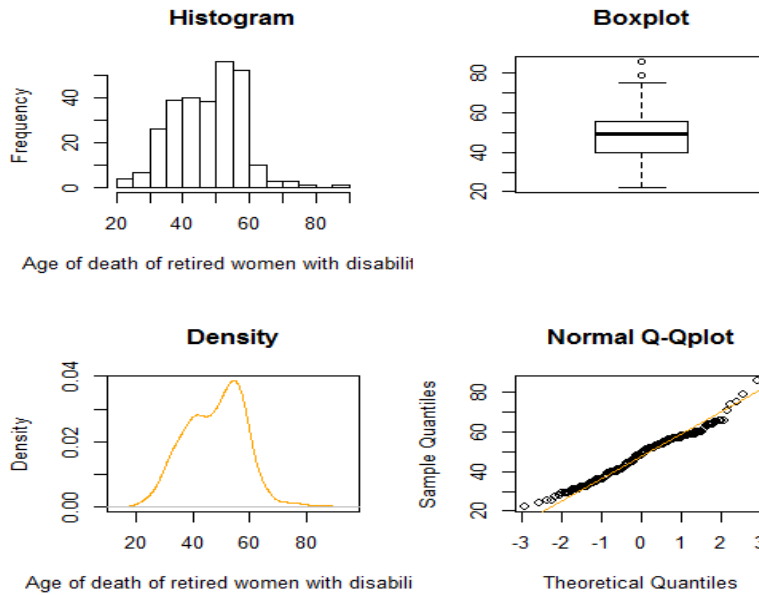 Histogram
Frequency
0 20 40
20 40 60 80
Age of death of retired women with disabilit
Boxplot
20 40 60 80
Density
Density
0.00 0.02 0.04
20 40 60 80
Age of death of retired women with disabili
Normal Q-Qplot
Sample Quantiles
20 40 60 80
-3 -2 -1 0 1 2 3
Theoretical Quantiles